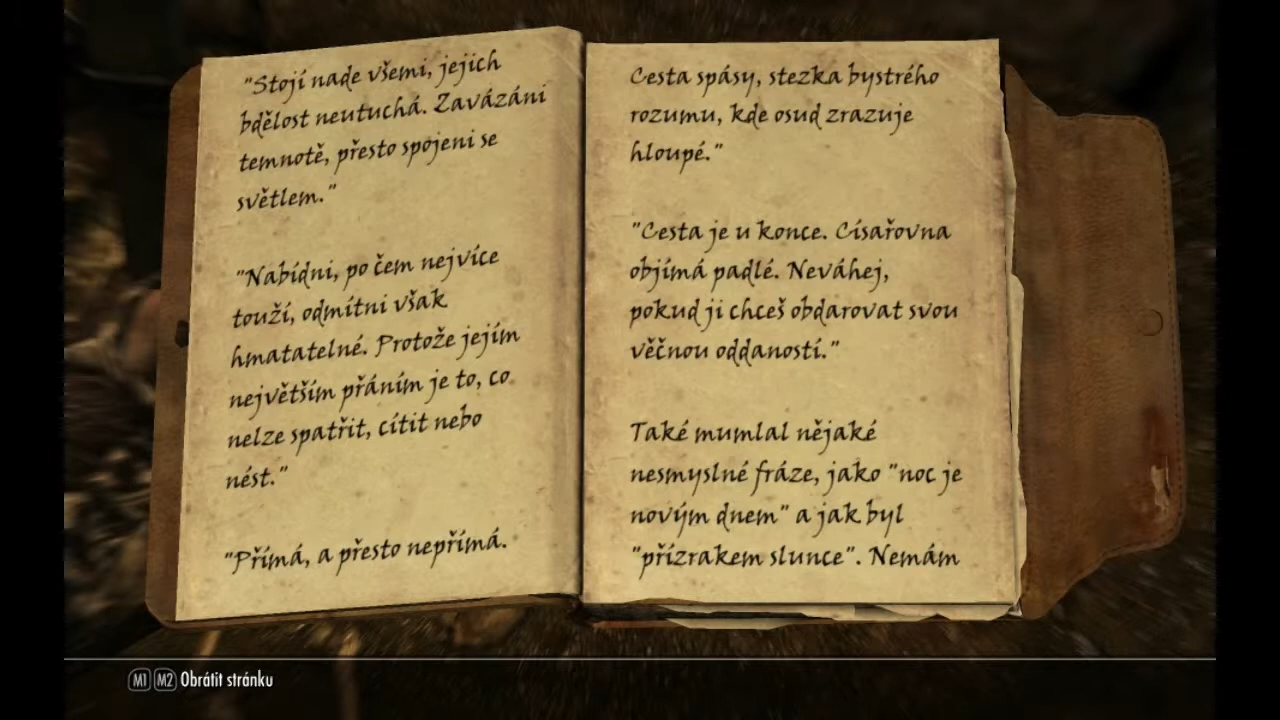 "Stojí nade všemi, jejich
bdělost neutuchá. Zavázáni
temnotě, přesto spojeni se
světlem."
"Nabídni, po čem nejvíce
touží, odmítni však
hmatatelné. Protože jejím
největším přáním je to, co
nelze spatřit, cítit nebo
nést."
"Přímá, a přesto nepřímá.
Cesta spásy, stezka bystrého
rozumu, kde osud zrazuje
hloupé."
"Cesta je u konce. Císařovna
objímá padlé. Neváhej,
pokud ji chceš obdarovat svou
věčnou oddaností."
Také mumlal nějaké
nesmyslné fráze, jako "noc je
novým dnem" a jak byl
"přízrakem slunce". Nemám
M1 M2 Obrátit stránku